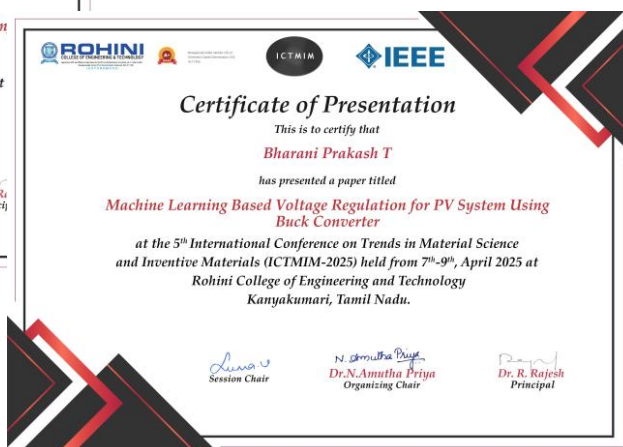 ROHINI
COLLEGE OF ENGINEERING & TECHNOLOGY
ICTMIM
IEEE
Certificate of Presentation
This is to certify that
Bharani Prakash T
has presented a paper titled
Machine Learning Based Voltage Regulation for PV System Using
Buck Converter
at the 5th International Conference on Trends in Material Science
and Inventive Materials (ICTMIM-2025) held from 7th-9th, April 2025 at
Rohini College of Engineering and Technology
Kanyakumari, Tamil Nadu.
N. Amutha Priya
Session Chair
Dr.N.Amutha Priya
Organizing Chair
Dr. R. Rajesh
Principal